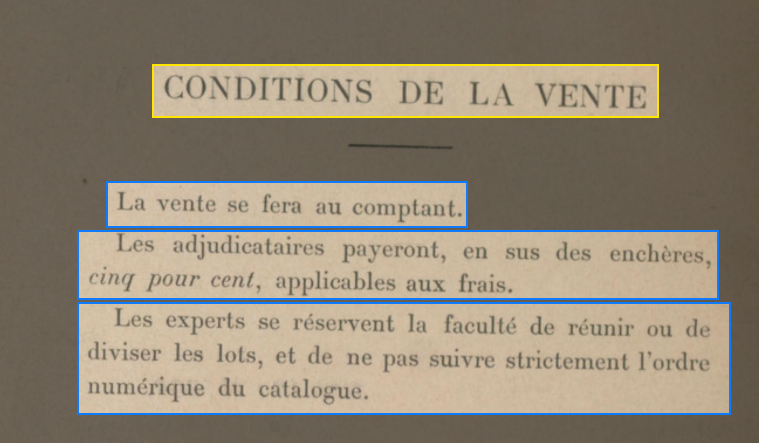 CONDITIONS DE LA VENTE
La vente se fera au comptant.
Les adjudicataires payeront, en sus des enchères,
cinq pour cent, applicables aux frais.
Les experts se réservent la faculté de réunir ou de
diviser les lots, et de ne pas suivre strictement l'ordre
numérique du catalogue.